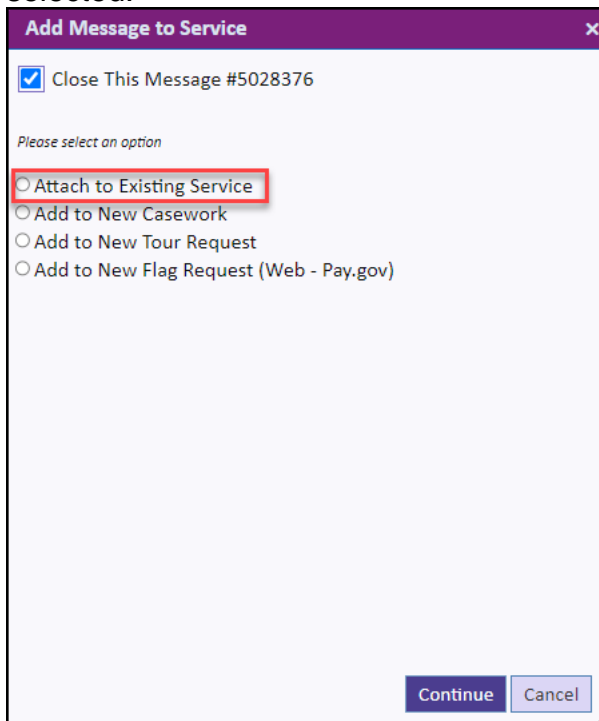 Add Message to Service ×
Close This Message #5028376
Please select an option
Attach to Existing Service
Add to New Casework
Add to New Tour Request
Add to New Flag Request (Web - Pay.gov)
Continue Cancel